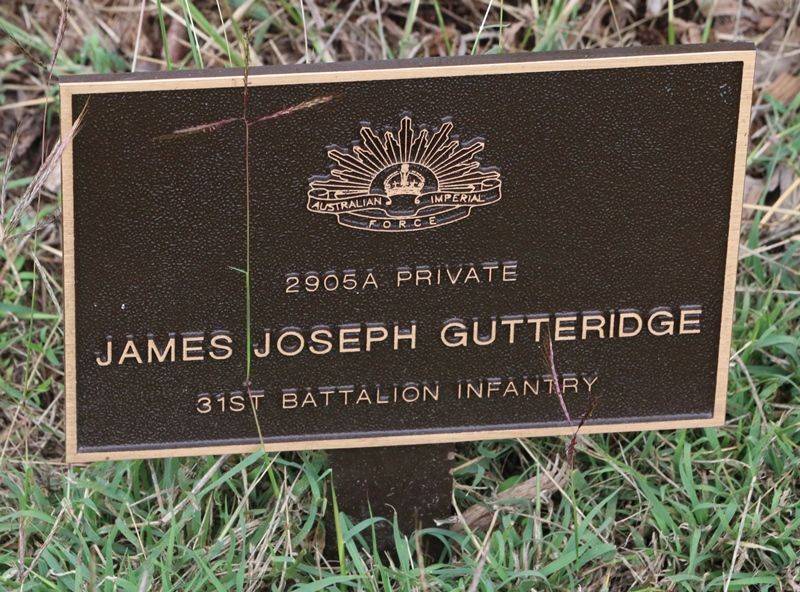 AUSTRALIAN IMPERIAL
FORCE
2905A PRIVATE
JAMES JOSEPH GUTTERIDGE
31ST BATTALION INFANTRY